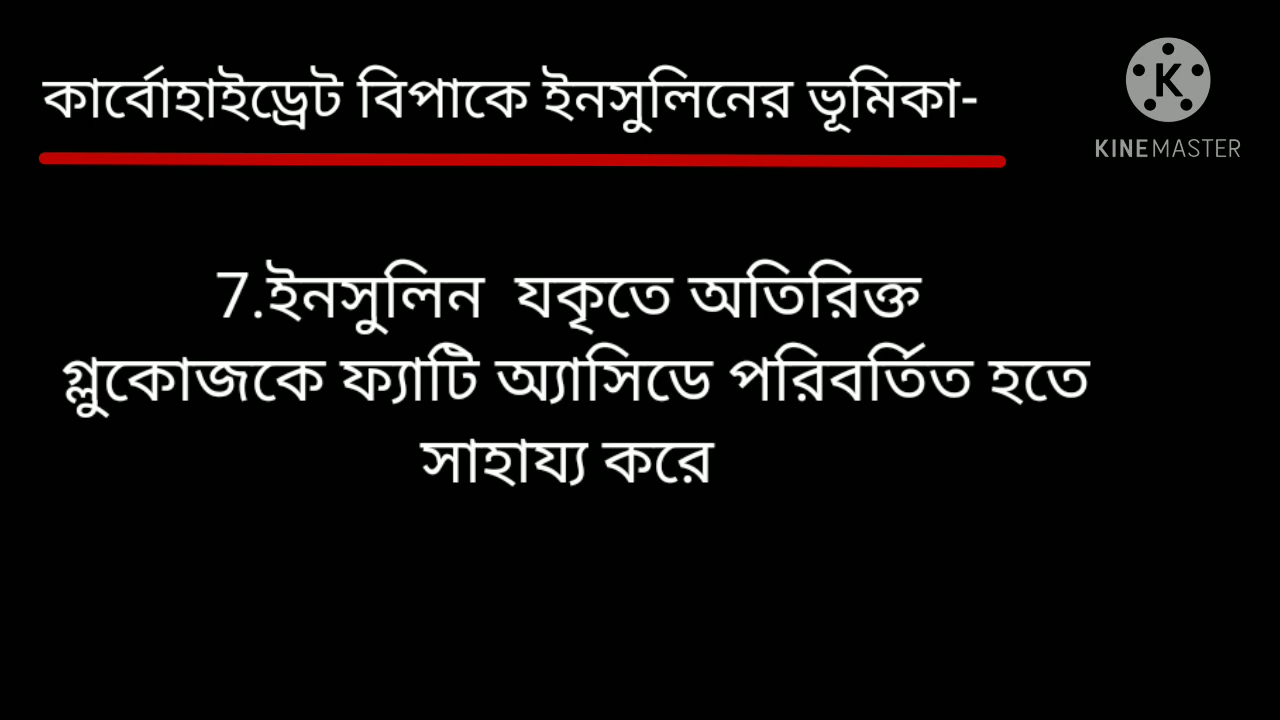 কার্বোহাইড্রেট বিপাকে ইনসুলিনের ভূমিকা-
K
KINEMASTER
7.ইনসুলিন যকৃতে অতিরিক্ত
গ্লুকোজকে ফ্যাটি অ্যাসিডে পরিবর্তিত হতে
সাহায্য করে